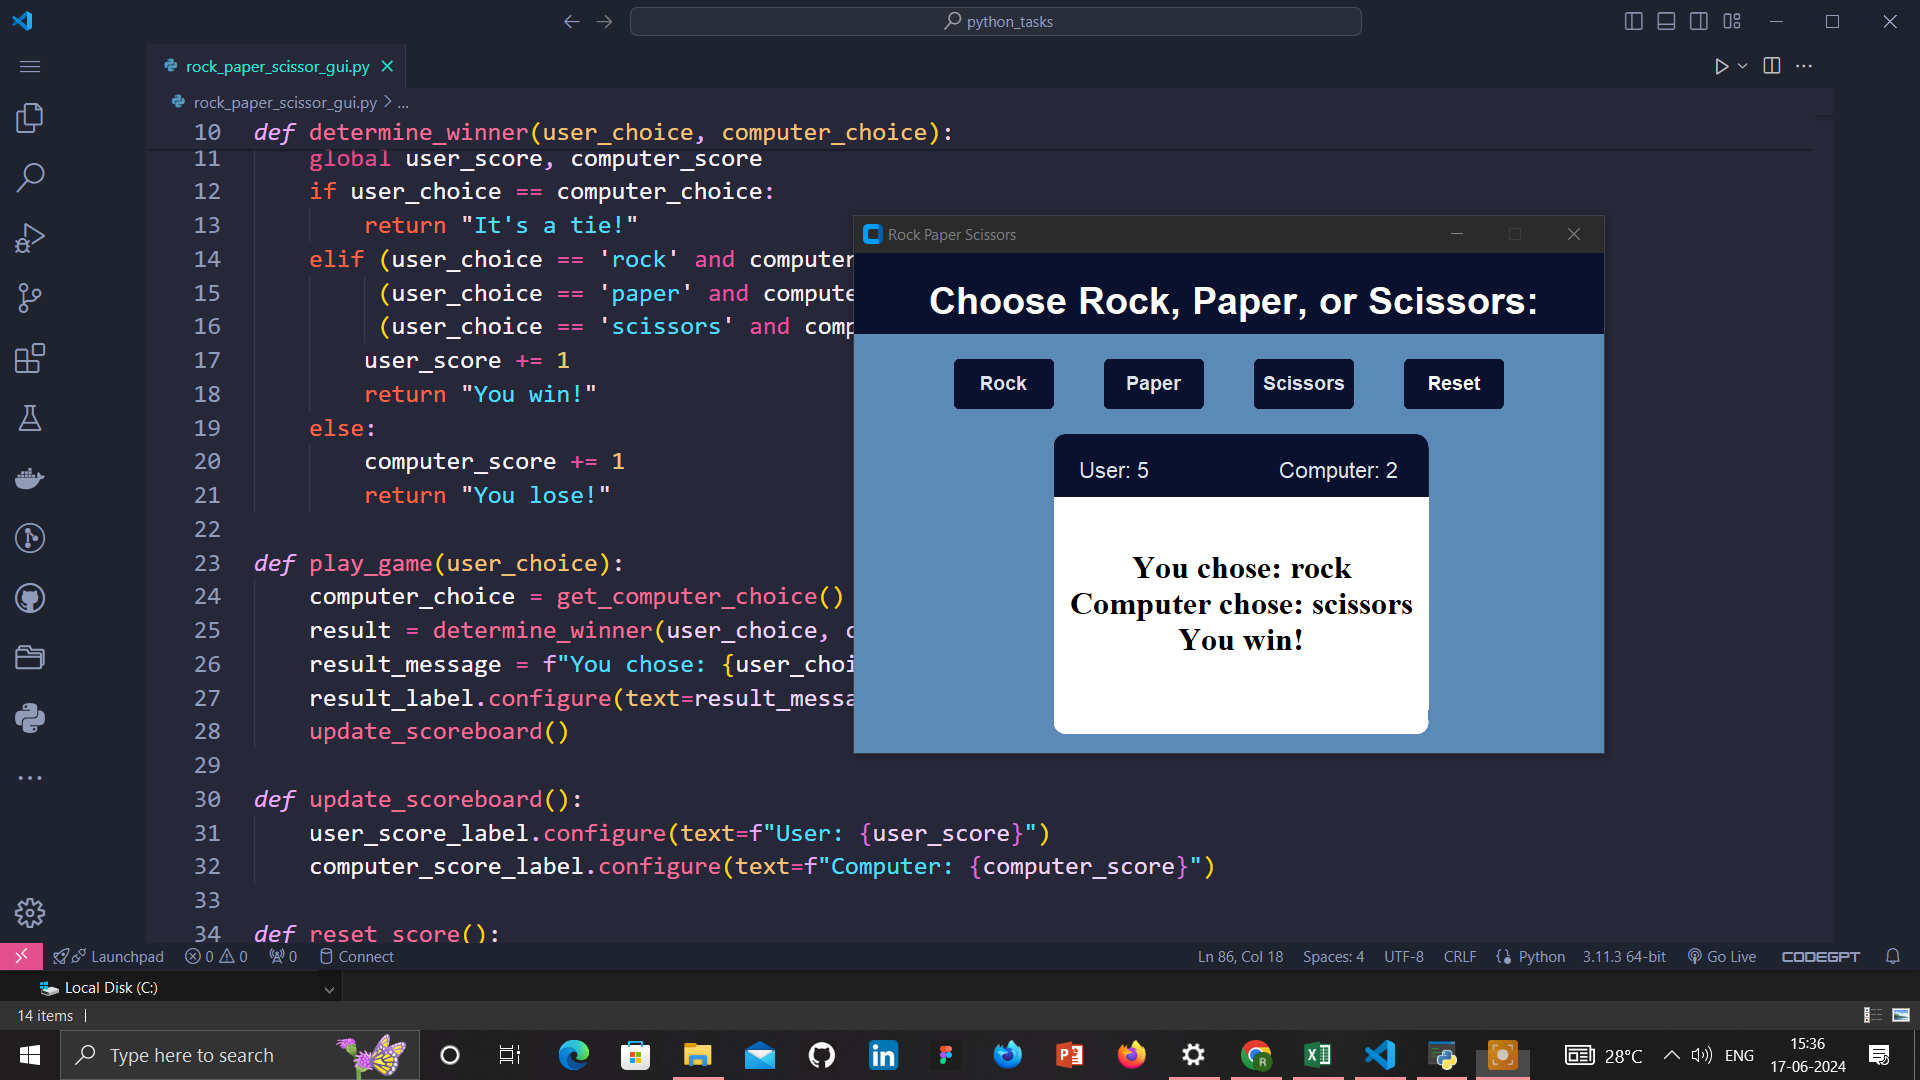 python_tasks
rock_paper_scissor_gui.py
rock_paper_scissor_gui.py > ...
10 def determine_winner(user_choice, computer_choice):
11 global user_score, computer_score
12 if user_choice == computer_choice:
13 return "It's a tie!"
14 elif (user_choice == 'rock' and computer
15 (user_choice == 'paper' and compute
16 (user_choice == 'scissors' and comp
17 user_score += 1
18 return "You win!"
19 else:
20 computer_score += 1
21 return "You lose!"
22
23 def play_game(user_choice):
24 computer_choice = get_computer_choice()
25 result = determine_winner(user_choice, c
26 result_message = f"You chose: {user_choi
27 result_label.configure(text=result_messa
28 update_scoreboard()
29
30 def update_scoreboard():
31 user_score_label.configure(text=f"User: {user_score}")
32 computer_score_label.configure(text=f"Computer: {computer_score}")
33
34 def reset_score():
Rock Paper Scissors
Choose Rock, Paper, or Scissors:
Rock Paper Scissors Reset
User: 5 Computer: 2
You chose: rock
Computer chose: scissors
You win!
Launchpad 0 0 0 Connect Ln 86, Col 18 Spaces: 4 UTF-8 CRLF Python 3.11.3 64-bit Go Live CODEGPT
Local Disk (C:)
14 items
Type here to search 28°C ENG 15:36
17-06-2024